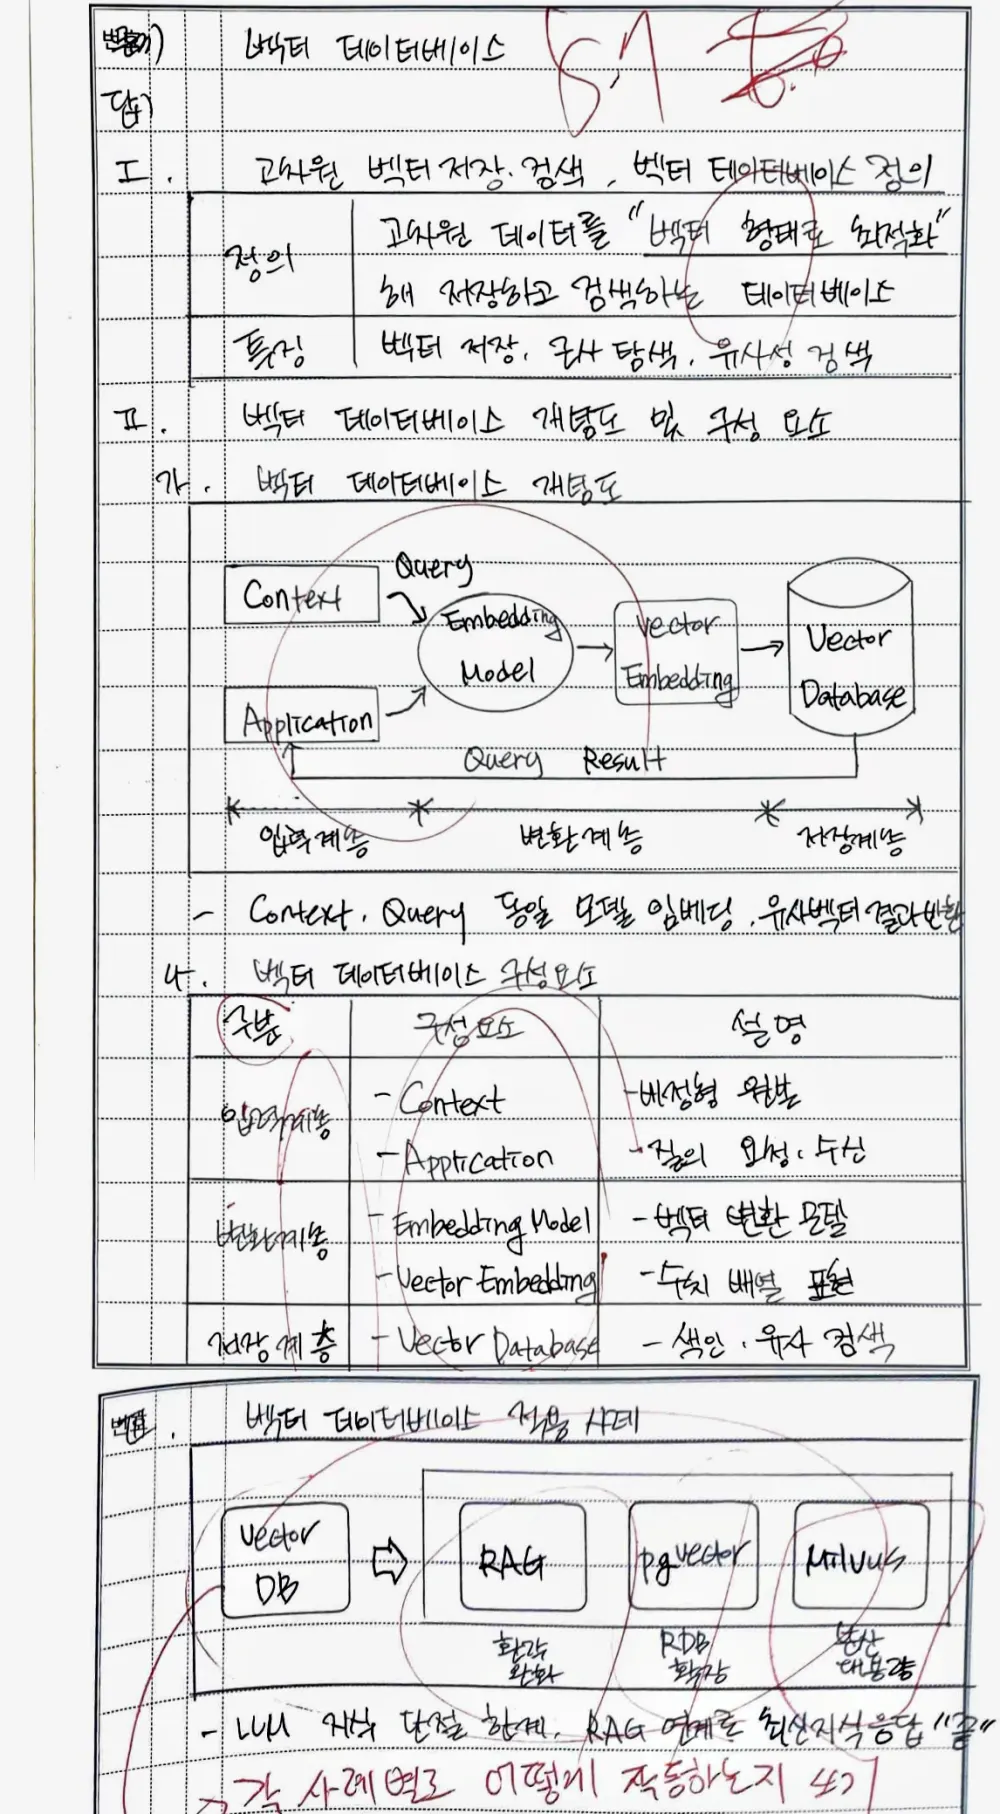 벡터 데이터베이스
5.7
답)
I. 고차원 벡터 저장·검색, 벡터 데이터베이스 정의
정의
고차원 데이터를 "벡터 형태로 최적화"
해 저장하고 검색하는 데이터베이스
특징
벡터 저장, 근사 탐색, 유사성 검색
II. 벡터 데이터베이스 개념도 및 구성 요소
가. 벡터 데이터베이스 개념도
Context
Query
Embedding
Model
Vector
Embedding
Vector
Database
Application
Query Result
입력계층
변환계층
저장계층
- Context, Query 동일 모델 임베딩, 유사벡터 결과반환
나. 벡터 데이터베이스 구성요소
구분 구성요소 설명
입력계층
- Context - 비정형 원본
- Application - 질의 요청, 수신
변환계층
- Embedding Model - 벡터 변환 모델
- Vector Embedding - 수치 배열 표현
저장계층 - Vector Database - 색인, 유사 검색
벡터 데이터베이스 적용 사례
Vector
DB
RAG
pgvector
Milvus
환각
완화
RDB
확장
분산
대용량
- LLM 지식 단절 한계, RAG 연계로 최신지식응답 "끝"
각 사례별로 어떻게 작동하는지 쓰기